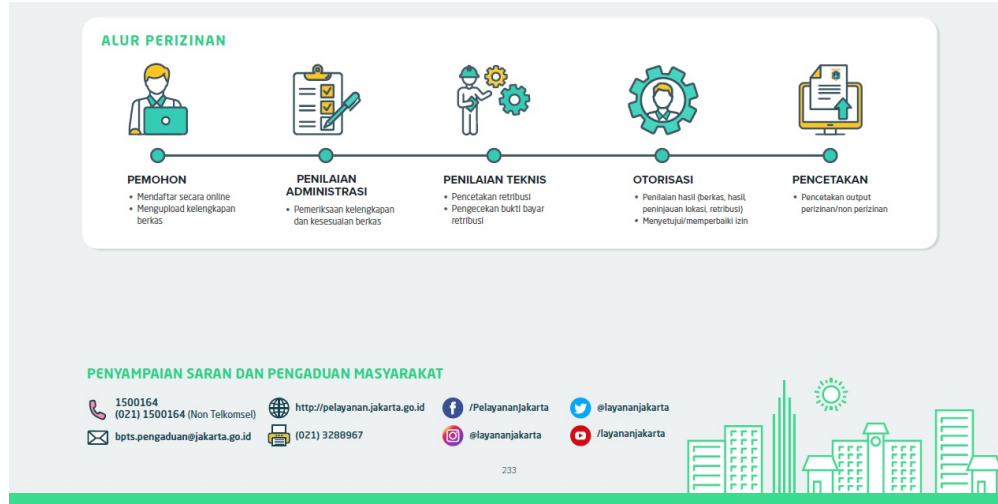 ALUR PERIZINAN
PEMOHON
• Mendaftar secara online
• Mengupload kelengkapan
berkas
PENILAIAN
ADMINISTRASI
• Pemeriksaan kelengkapan
dan kesesuaian berkas
PENILAIAN TEKNIS
• Pencetakan retribusi
• Pengecekan bukti bayar
retribusi
OTORISASI
• Penilaian hasil (berkas, hasil,
peninjauan lokasi, retribusi)
• Menyetujui/memperbaiki izin
PENCETAKAN
• Pencetakan output
perizinan/non perizinan
PENYAMPAIAN SARAN DAN PENGADUAN MASYARAKAT
1500164
(021) 1500164 (Non Telkomsel)
http://pelayanan.jakarta.go.id
/PelayananJakarta
@layananjakarta
bpts.pengaduan@jakarta.go.id
(021) 3288967
@layananjakarta
/layananjakarta
233